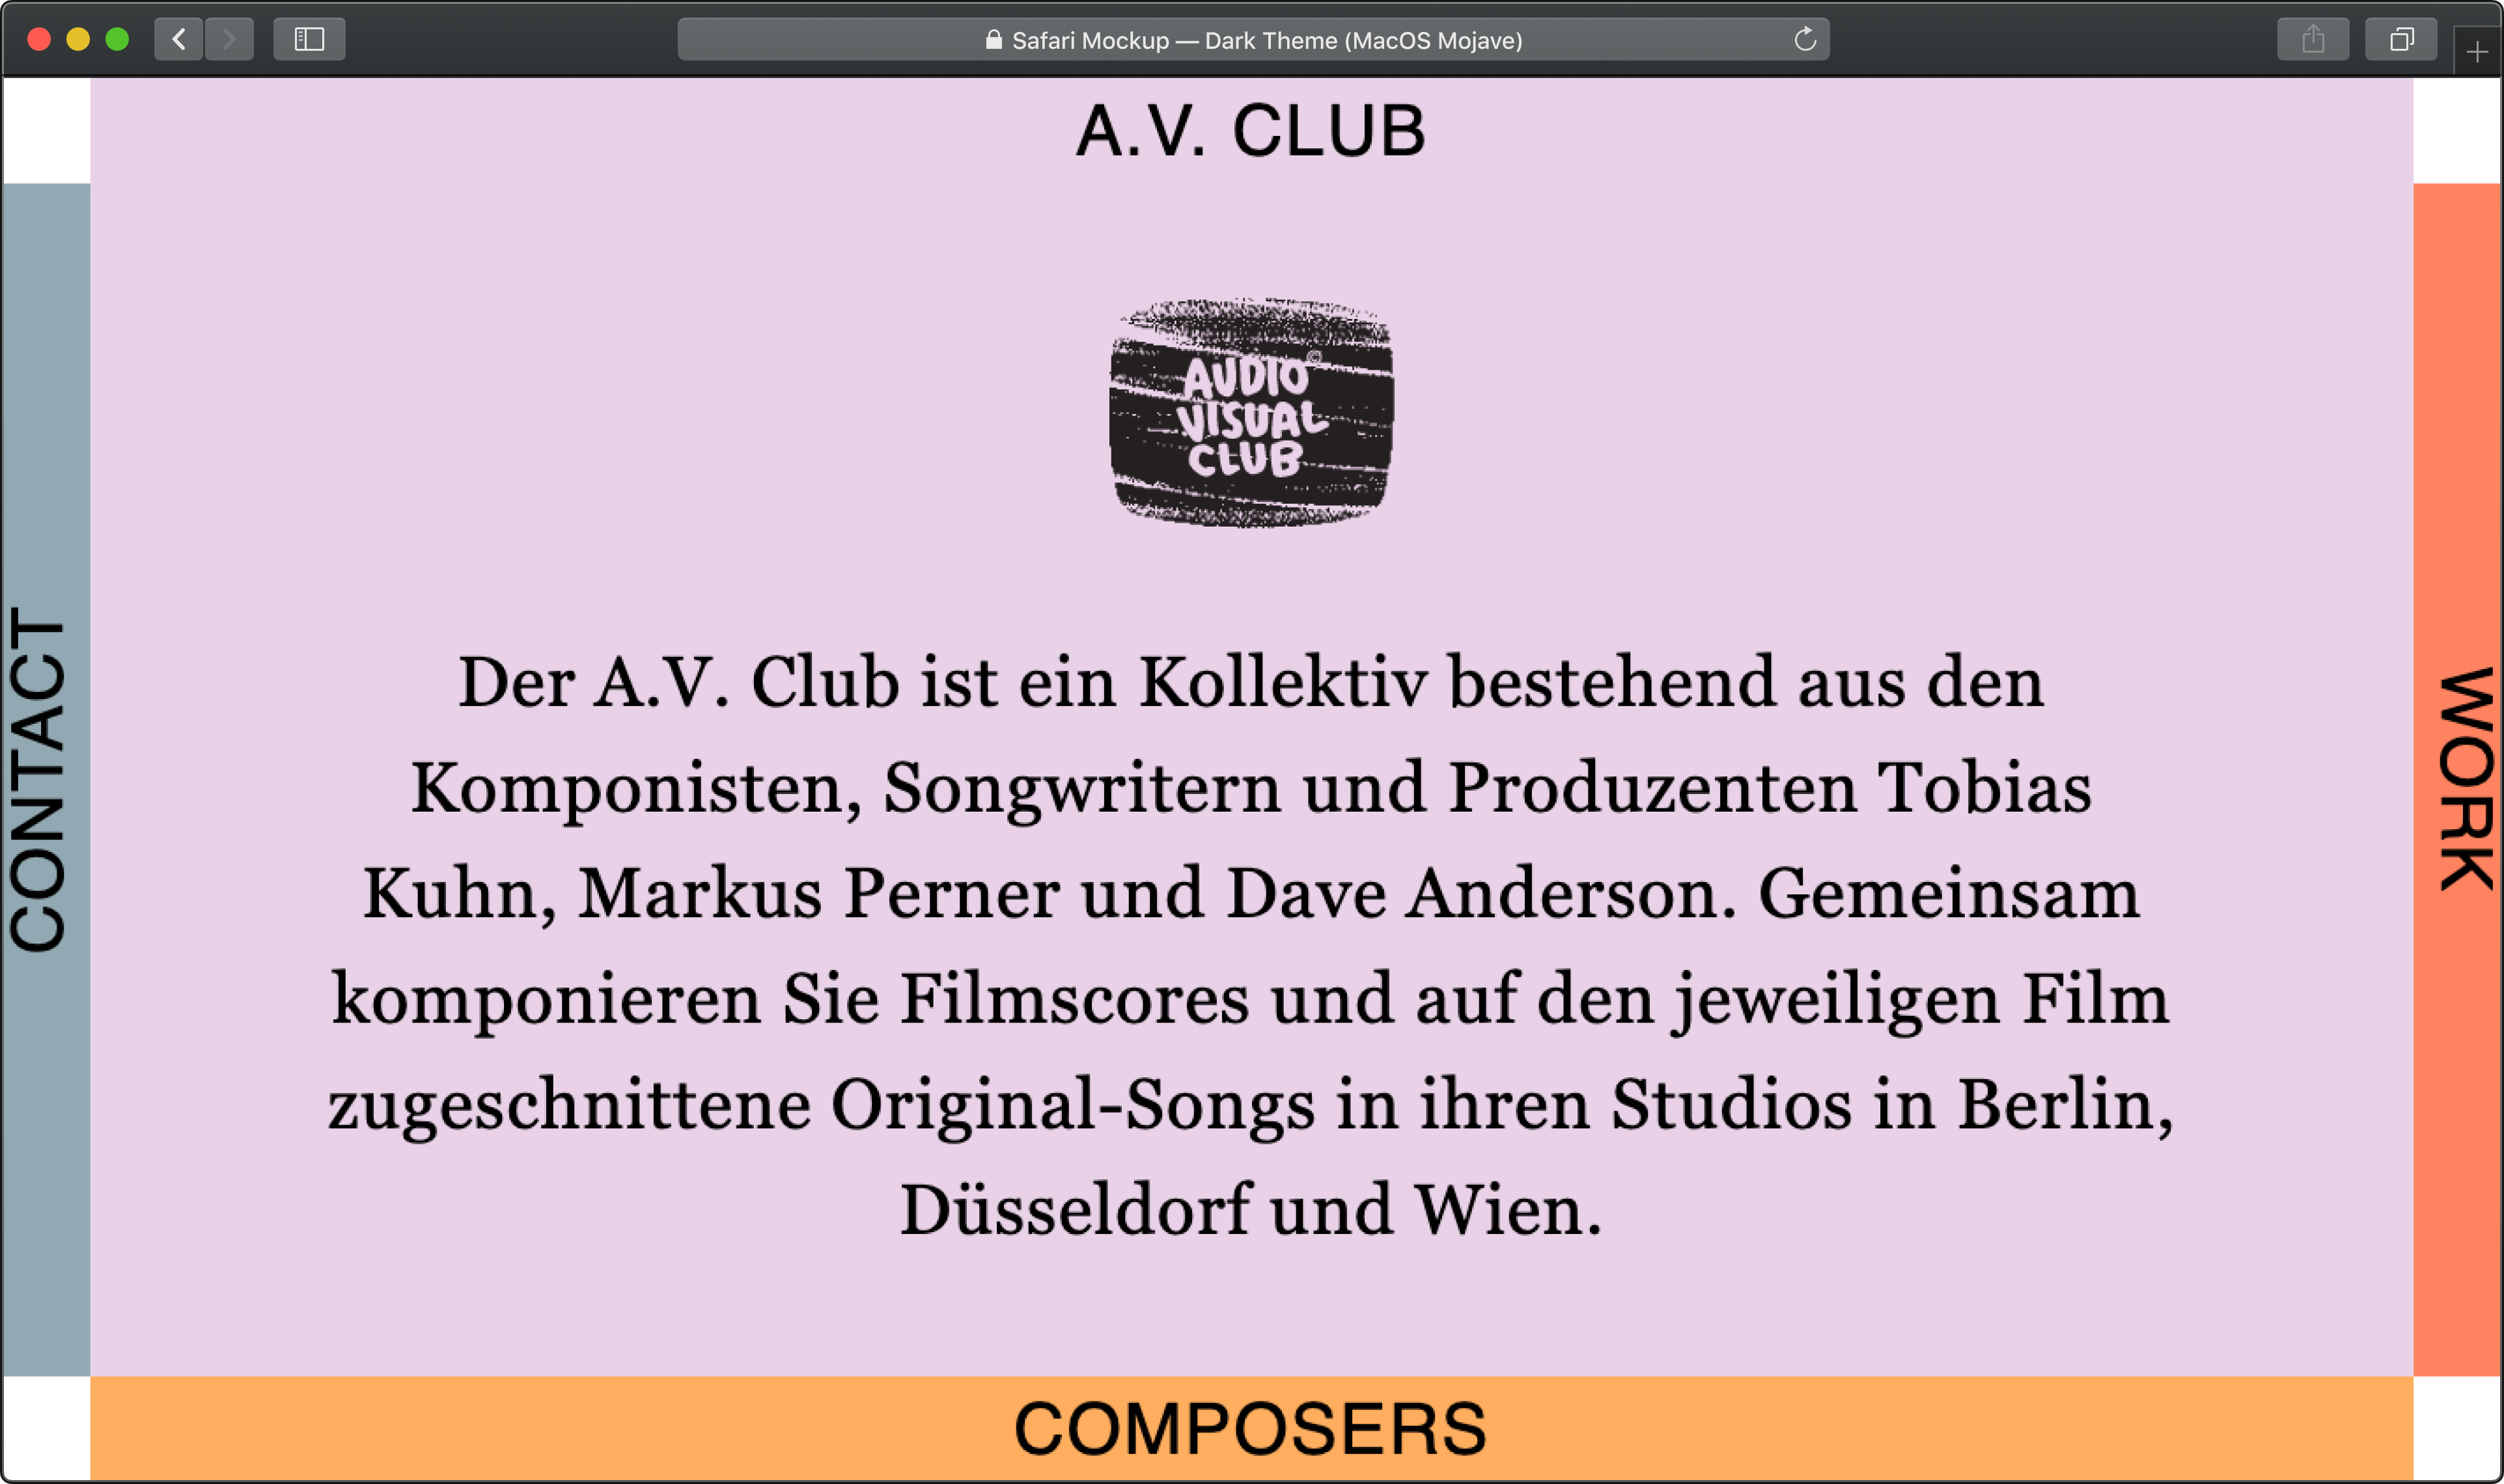 Safari Mockup — Dark Theme (MacOS Mojave)
A.V. CLUB
AUDIO©
VISUAL
CLUB
CONTACT
Der A.V. Club ist ein Kollektiv bestehend aus den
Komponisten, Songwritern und Produzenten Tobias
Kuhn, Markus Perner und Dave Anderson. Gemeinsam
komponieren Sie Filmscores und auf den jeweiligen Film
zugeschnittene Original-Songs in ihren Studios in Berlin,
Düsseldorf und Wien.
WORK
COMPOSERS